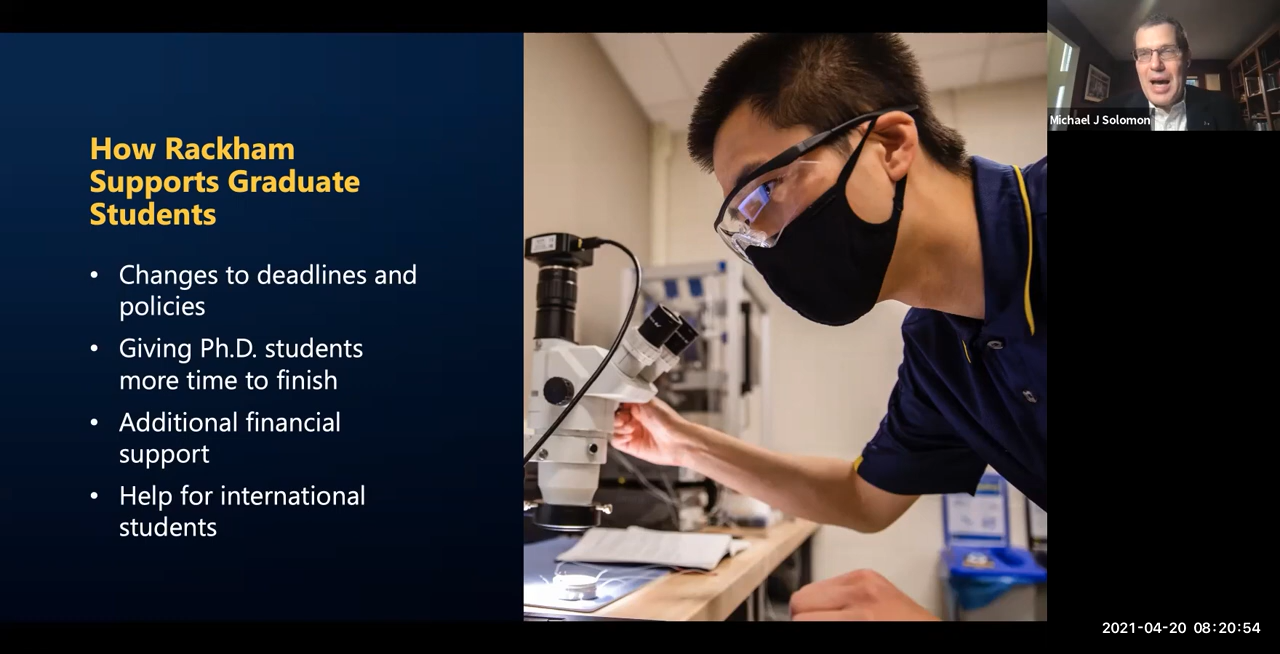 How Rackham
Supports Graduate
Students
• Changes to deadlines and
policies
• Giving Ph.D. students
more time to finish
• Additional financial
support
• Help for international
students
Michael J Solomon
2021-04-20 08:20:54